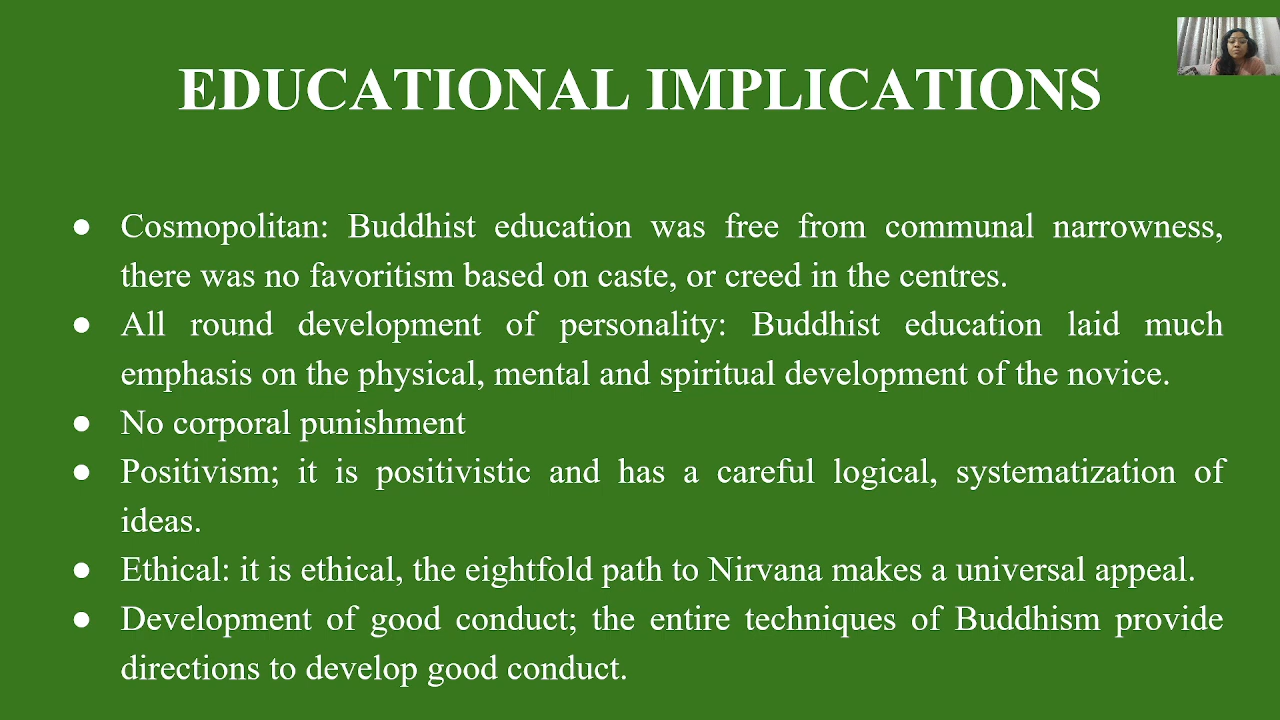 EDUCATIONAL IMPLICATIONS
● Cosmopolitan: Buddhist education was free from communal narrowness,
there was no favoritism based on caste, or creed in the centres.
● All round development of personality: Buddhist education laid much
emphasis on the physical, mental and spiritual development of the novice.
● No corporal punishment
● Positivism; it is positivistic and has a careful logical, systematization of
ideas.
● Ethical: it is ethical, the eightfold path to Nirvana makes a universal appeal.
● Development of good conduct; the entire techniques of Buddhism provide
directions to develop good conduct.